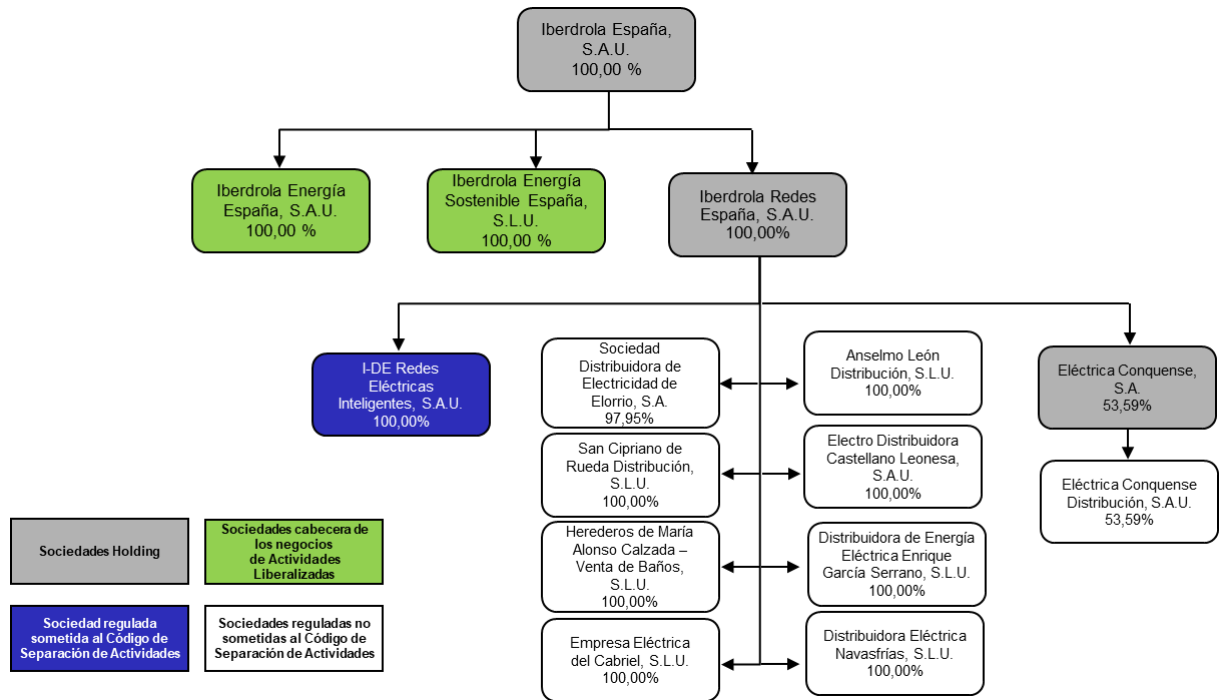 Iberdrola España,
S.A.U.
100,00 %
Iberdrola Energía
España, S.A.U.
100,00 %
Iberdrola Energía
Sostenible España,
S.L.U.
100,00 %
Iberdrola Redes
España, S.A.U.
100,00%
I-DE Redes
Eléctricas
Inteligentes, S.A.U.
100,00%
Sociedad
Distribuidora de
Electricidad de
Elorrio, S.A.
97,95%
Anselmo León
Distribución, S.L.U.
100,00%
Eléctrica Conquense,
S.A.
53,59%
San Cipriano de
Rueda Distribución,
S.L.U.
100,00%
Electro Distribuidora
Castellano Leonesa,
S.A.U.
100,00%
Eléctrica Conquense
Distribución, S.A.U.
53,59%
Herederos de María
Alonso Calzada –
Venta de Baños,
S.L.U.
100,00%
Distribuidora de Energía
Eléctrica Enrique
García Serrano, S.L.U.
100,00%
Empresa Eléctrica
del Cabriel, S.L.U.
100,00%
Distribuidora Eléctrica
Navasfrías, S.L.U.
100,00%
Sociedades Holding
Sociedades cabecera de
los negocios
de Actividades
Liberalizadas
Sociedad regulada
sometida al Código de
Separación de Actividades
Sociedades reguladas no
sometidas al Código de
Separación de Actividades